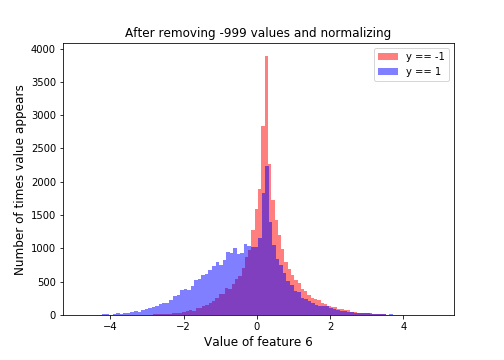 After removing -999 values and normalizing
y == -1
y == 1
Number of times value appears
4000
3500
3000
2500
2000
1500
1000
500
0
−4
−2
0
2
4
Value of feature 6